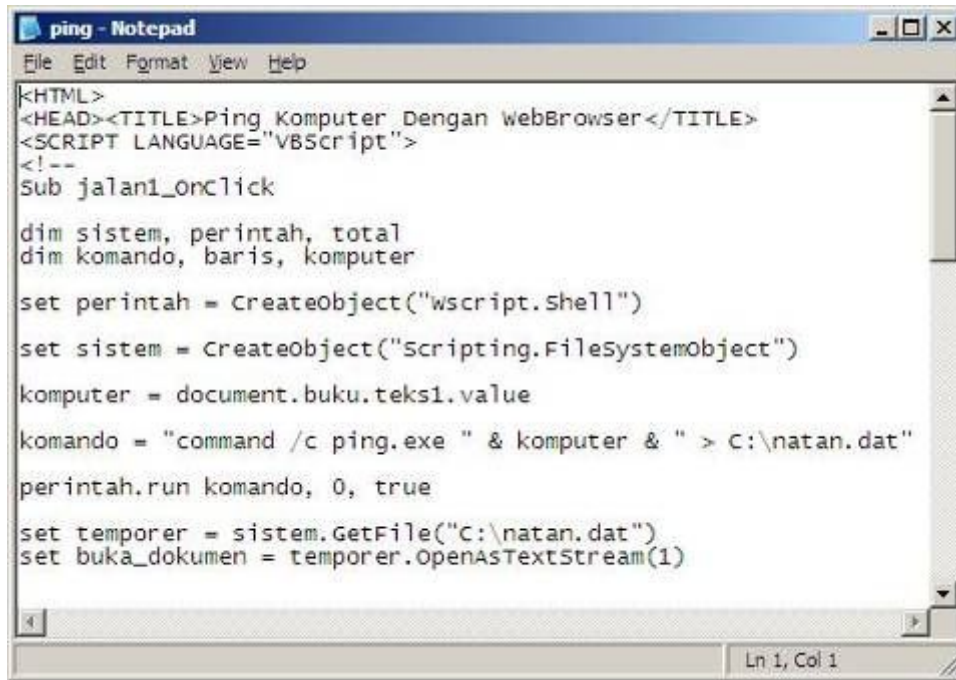 ping - Notepad
File Edit Format View Help
<HTML>
<HEAD><TITLE>Ping Komputer Dengan WebBrowser</TITLE>
<SCRIPT LANGUAGE="VBScript">
<!--
Sub jalan1_OnClick
dim sistem, perintah, total
dim komando, baris, komputer
set perintah = CreateObject("Wscript.Shell")
set sistem = CreateObject("Scripting.FileSystemObject")
komputer = document.buku.teks1.value
komando = "command /c ping.exe " & komputer & " > C:\natan.dat"
perintah.run komando, 0, true
set temporer = sistem.GetFile("C:\natan.dat")
set buka_dokumen = temporer.OpenAsTextStream(1)
Ln 1, Col 1